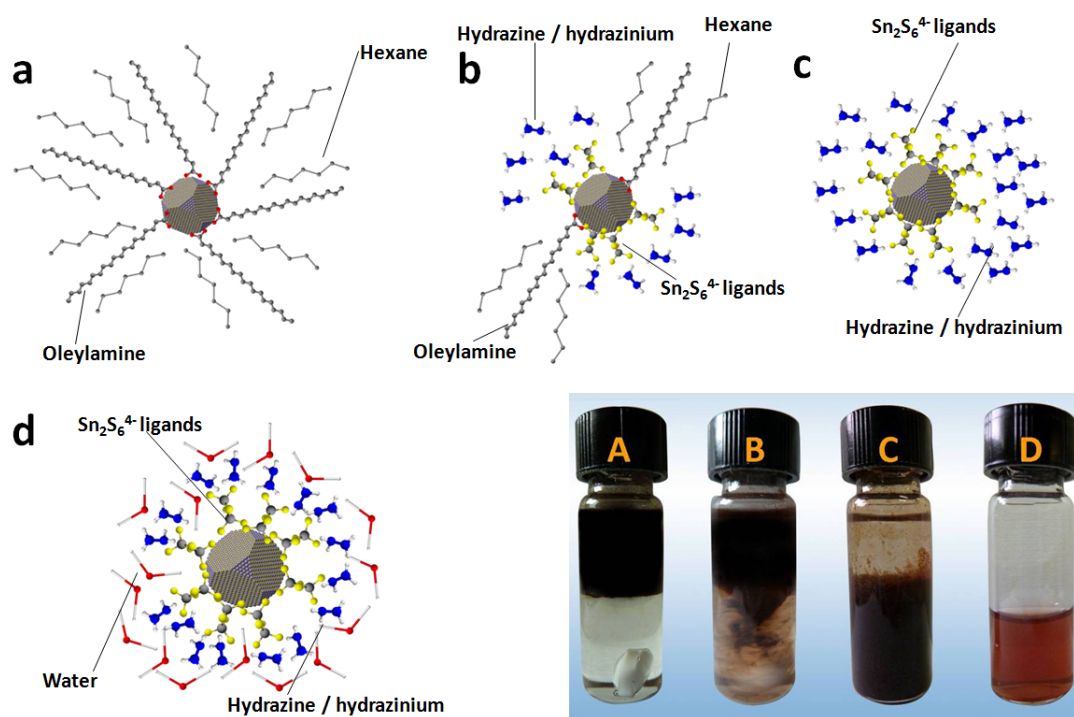 a
Hexane
Oleylamine
b
Hydrazine / hydrazinium
Hexane
Sn₂S₆⁴⁻ ligands
Oleylamine
c
Sn₂S₆⁴⁻ ligands
Hydrazine / hydrazinium
d
Sn₂S₆⁴⁻ ligands
Water
Hydrazine / hydrazinium
A B C D